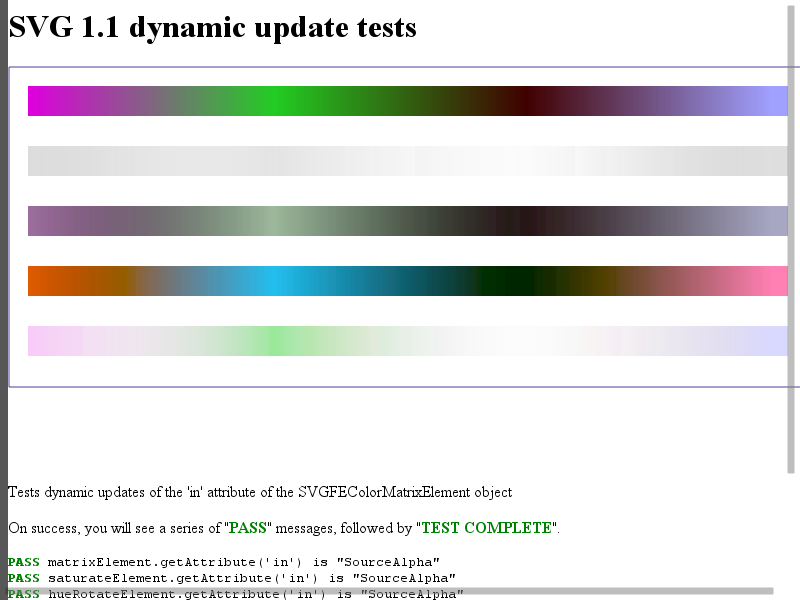 SVG 1.1 dynamic update tests
Tests dynamic updates of the 'in' attribute of the SVGFEColorMatrixElement object
On success, you will see a series of "PASS" messages, followed by "TEST COMPLETE".
PASS matrixElement.getAttribute('in') is "SourceAlpha"
PASS saturateElement.getAttribute('in') is "SourceAlpha"
PASS hueRotateElement.getAttribute('in') is "SourceAlpha"